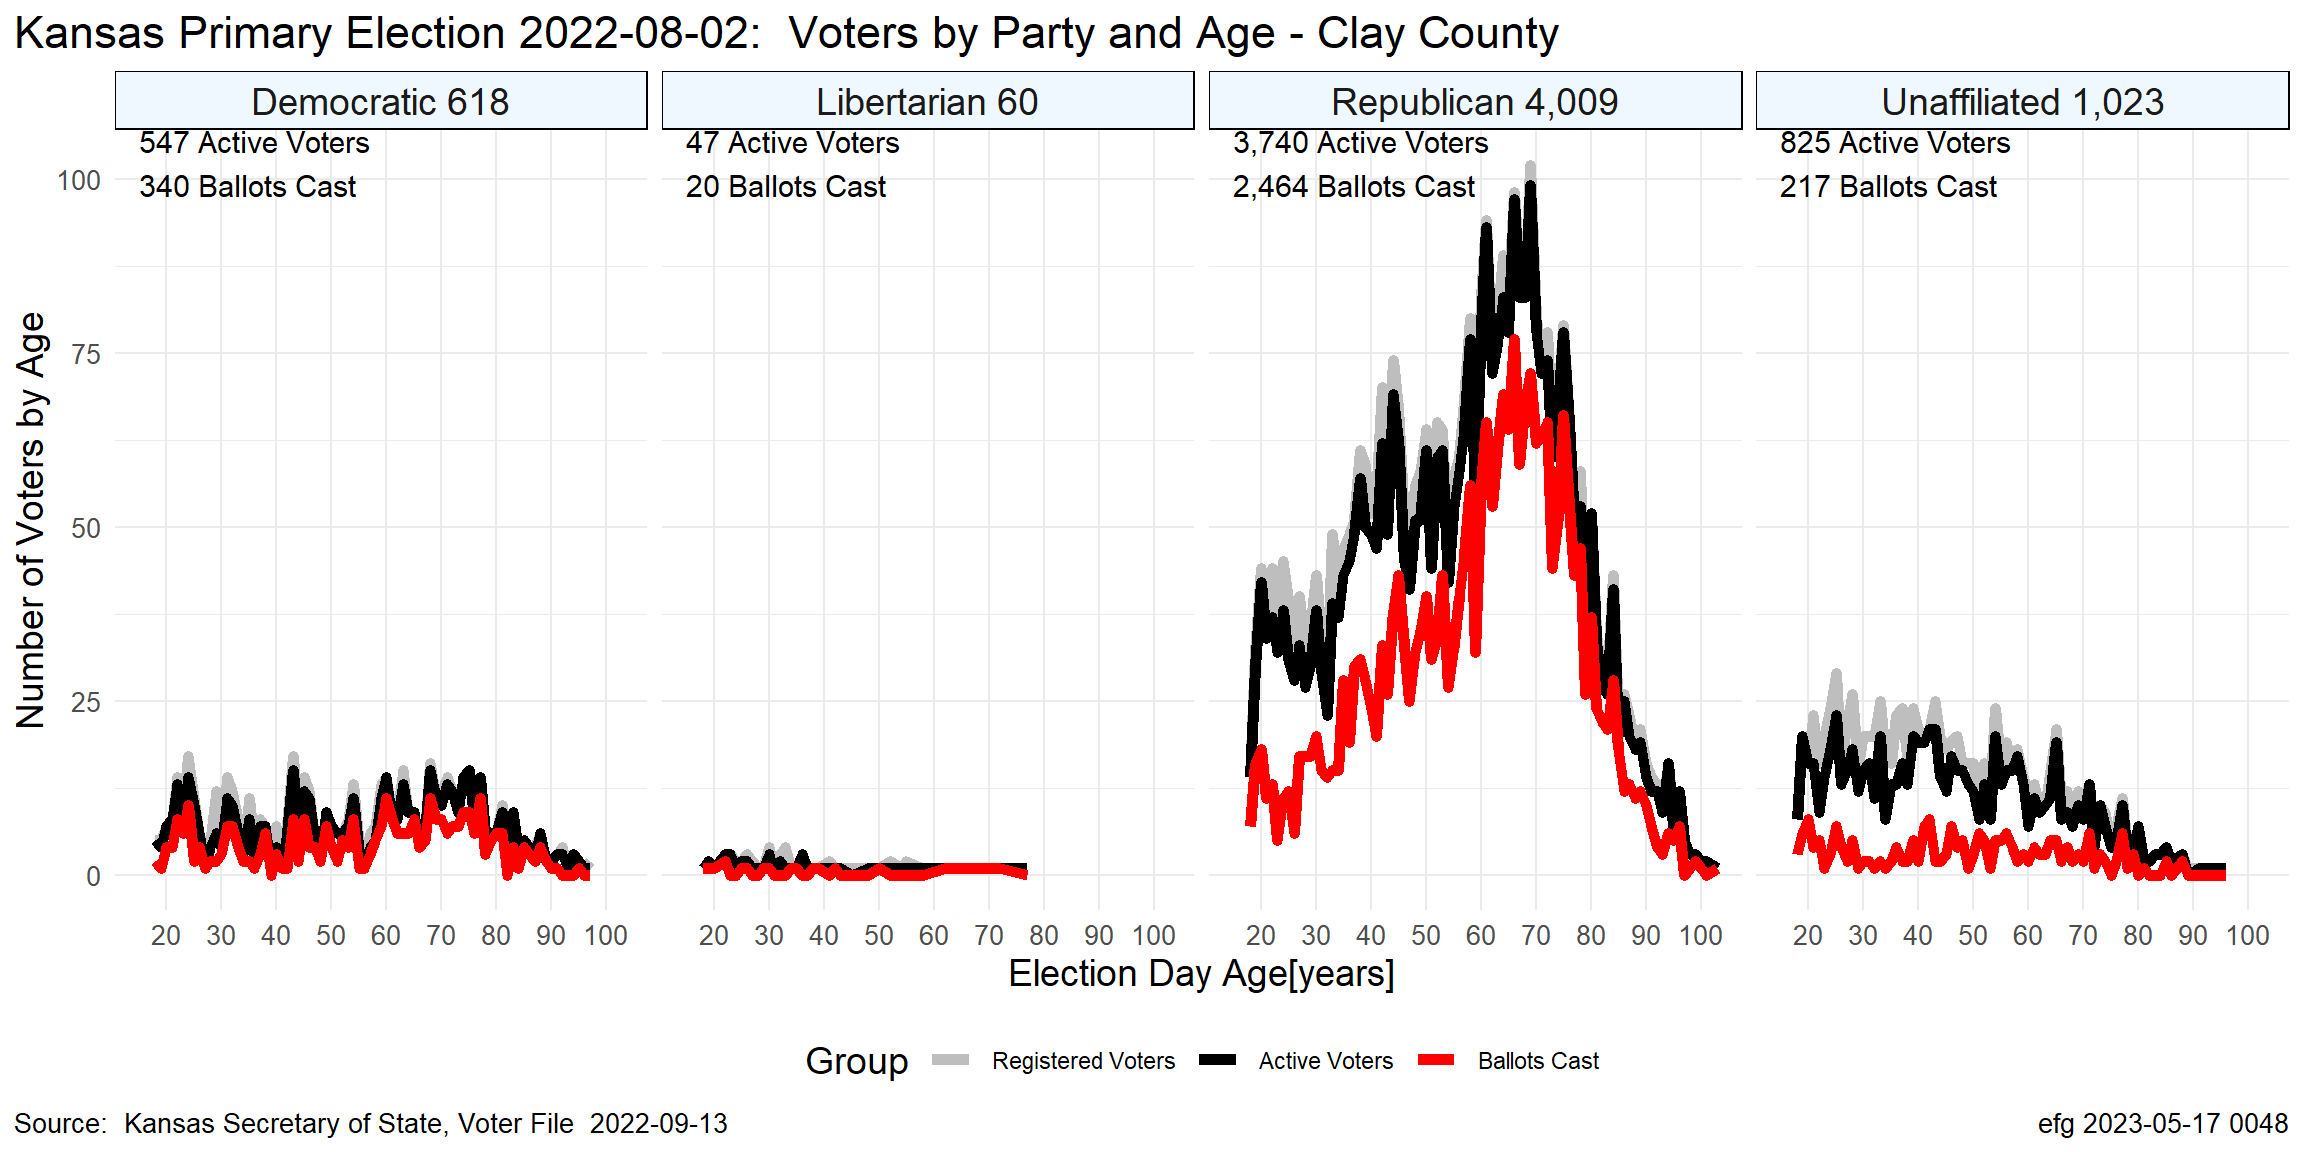 Kansas Primary Election 2022-08-02:  Voters by Party and Age - Clay County
Democratic 618
Libertarian 60
Republican 4,009
Unaffiliated 1,023
547 Active Voters
340 Ballots Cast
47 Active Voters
20 Ballots Cast
3,740 Active Voters
2,464 Ballots Cast
825 Active Voters
217 Ballots Cast
Number of Voters by Age
100
75
50
25
0
20 30 40 50 60 70 80 90 100
20 30 40 50 60 70 80 90 100
20 30 40 50 60 70 80 90 100
20 30 40 50 60 70 80 90 100
Election Day Age[years]
Group Registered Voters Active Voters Ballots Cast
Source:  Kansas Secretary of State, Voter File  2022-09-13
efg 2023-05-17 0048